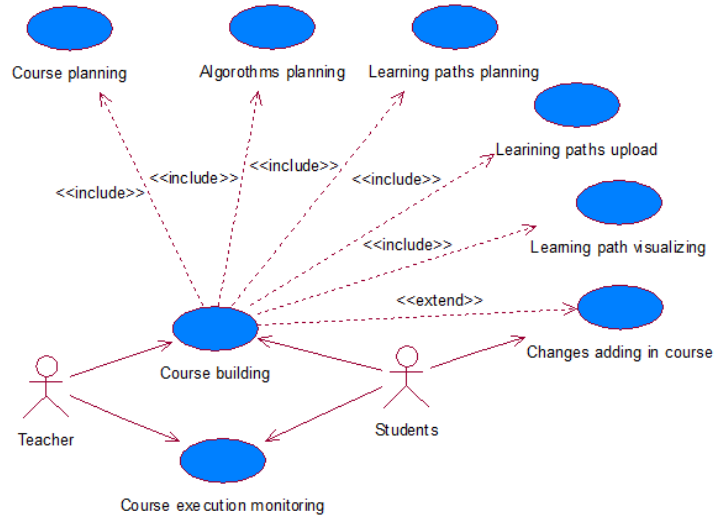 Course planning
Algorothms planning
Learning paths planning
Learining paths upload
<<include>>
<<include>>
<<include>>
<<include>>
<<include>>
Learning path visualizing
<<extend>>
Changes adding in course
Course building
Teacher
Students
Course execution monitoring